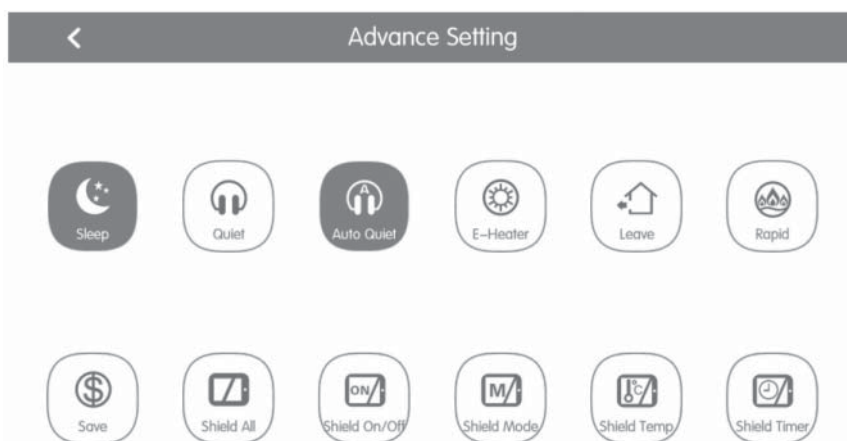 Advance Setting
Sleep Quiet Auto Quiet E-Heater Leave Rapid
Save Shield All Shield On/Off Shield Mode Shield Temp Shield Timer
A
$
ON
M
°C